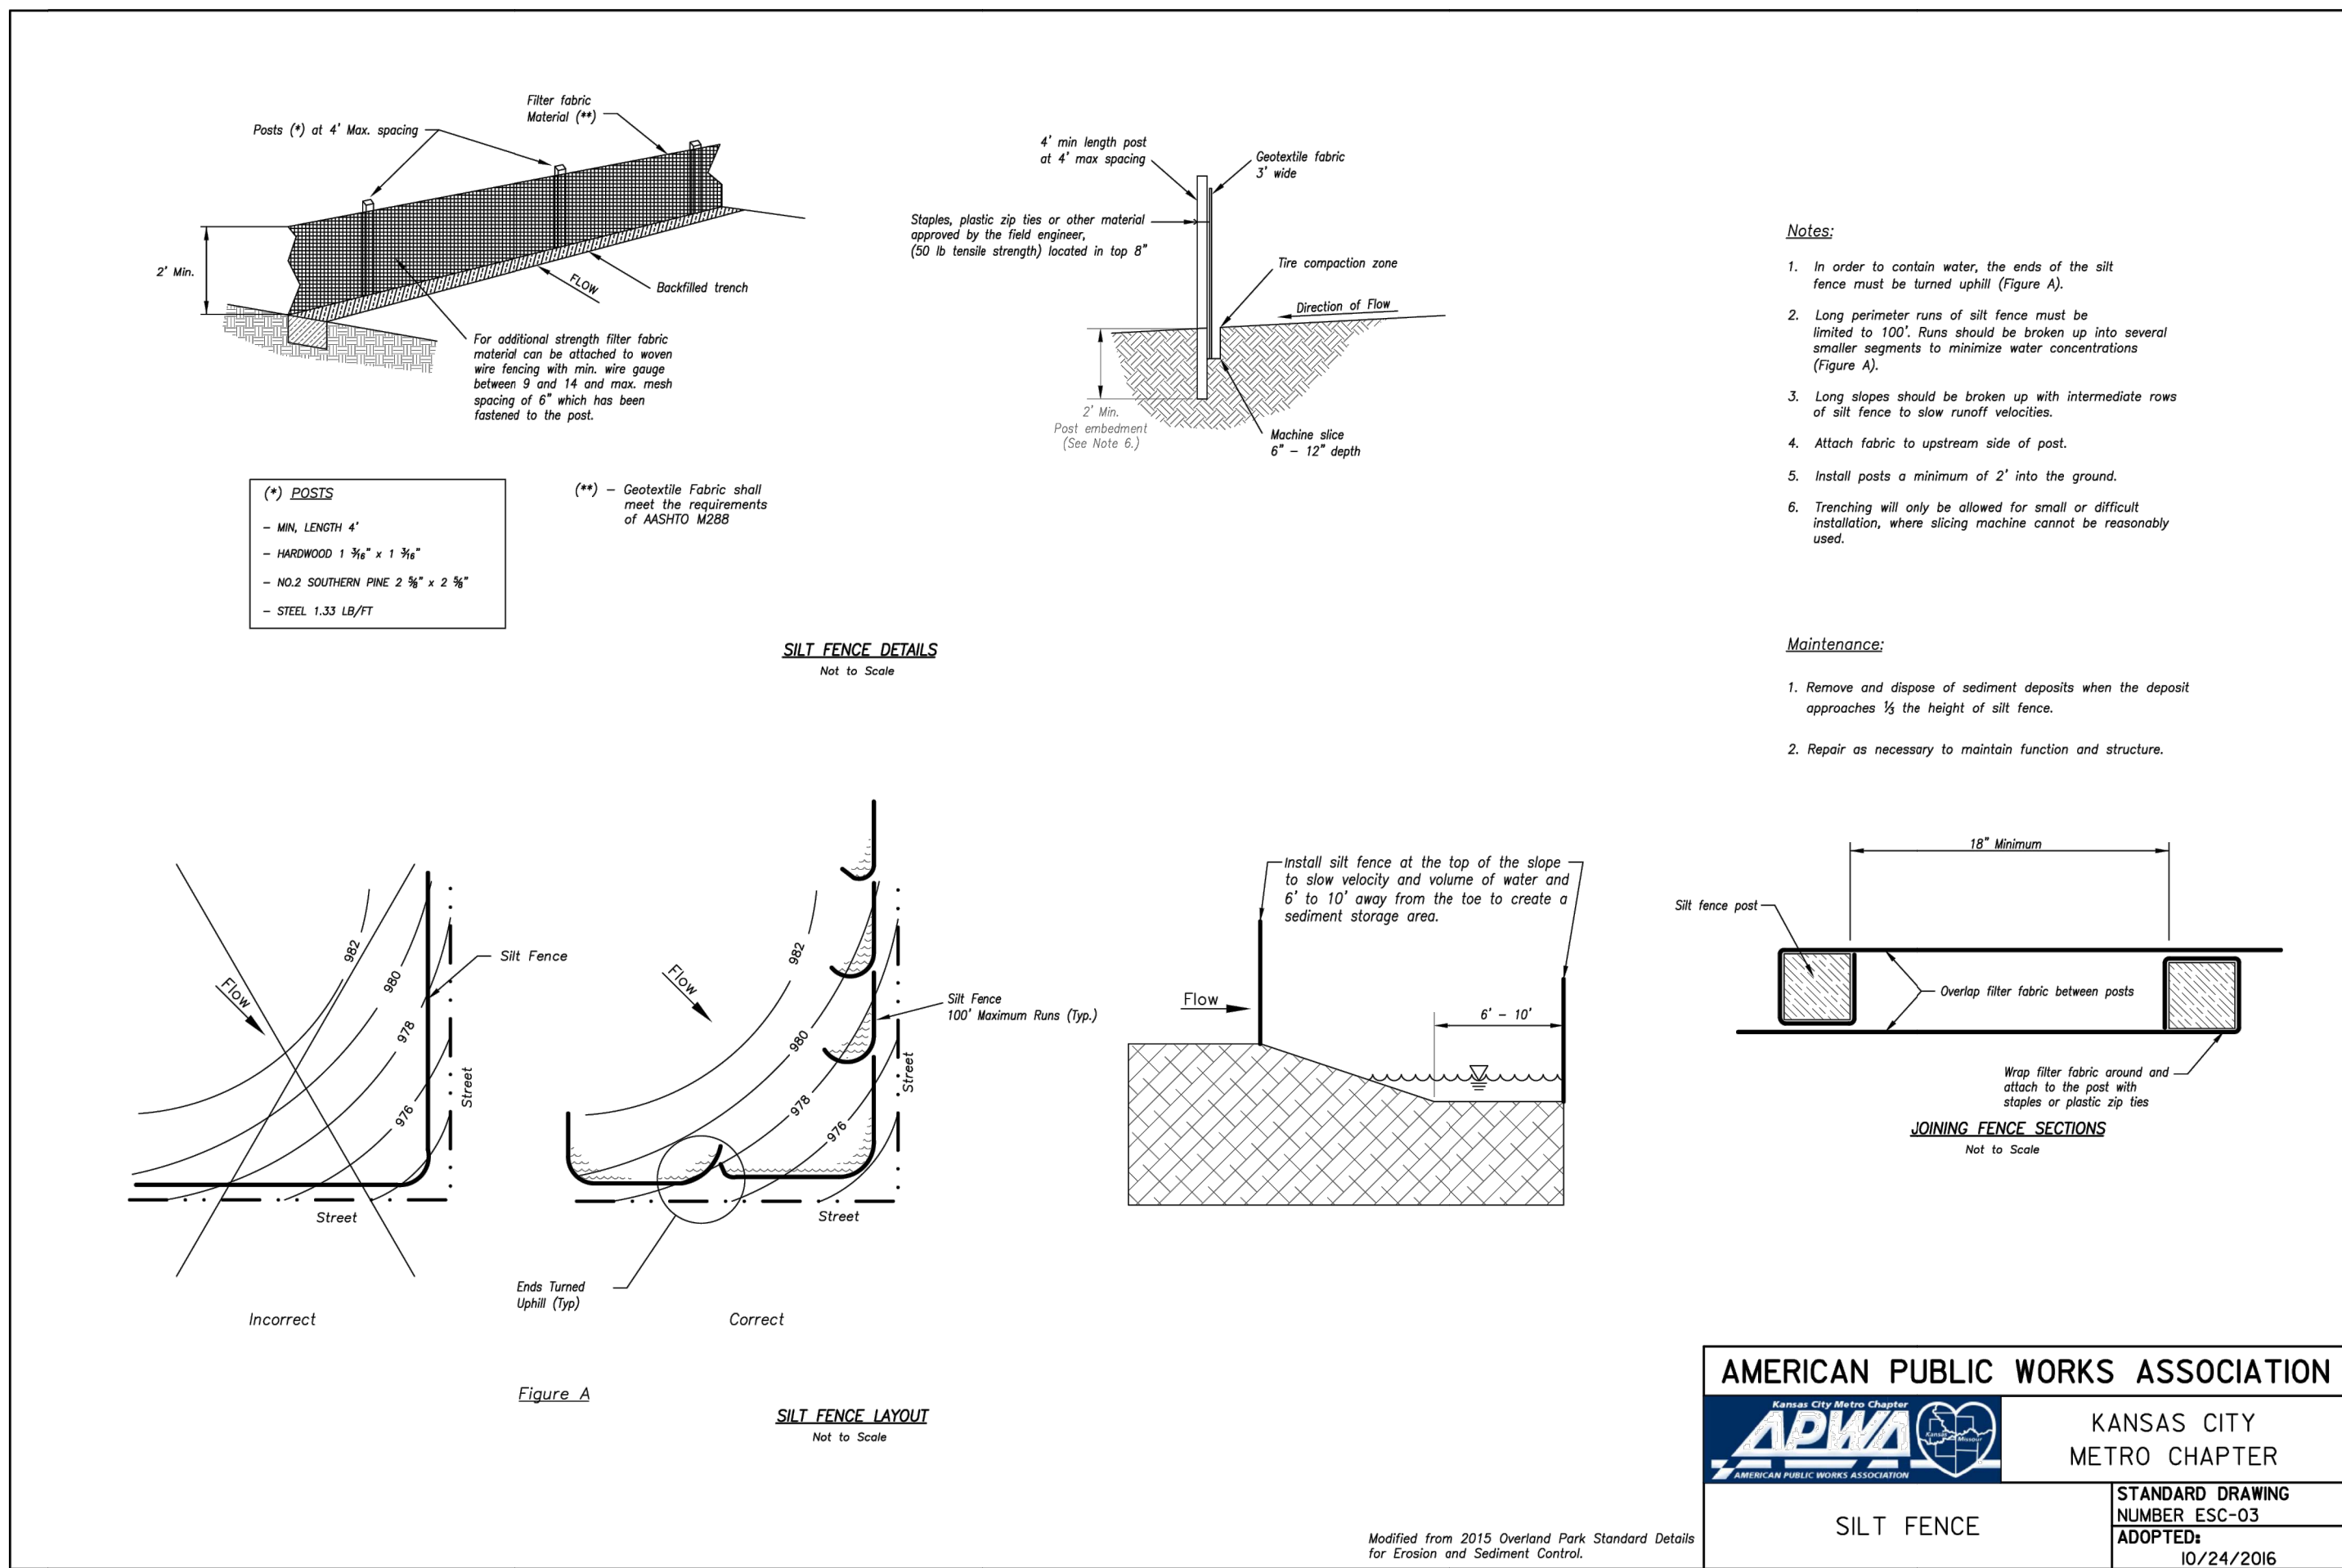 Filter fabric
Material (**)
Posts (*) at 4' Max. spacing
2' Min.
FLOW
Backfilled trench
For additional strength filter fabric
material can be attached to woven
wire fencing with min. wire gauge
between 9 and 14 and max. mesh
spacing of 6" which has been
fastened to the post.
4' min length post
at 4' max spacing
Geotextile fabric
3' wide
Staples, plastic zip ties or other material
approved by the field engineer,
(50 lb tensile strength) located in top 8"
Tire compaction zone
Direction of Flow
2' Min.
Post embedment
(See Note 6.)
Machine slice
6" – 12" depth
(*) POSTS
– MIN, LENGTH 4'
– HARDWOOD 1 3/16" x 1 3/16"
– NO.2 SOUTHERN PINE 2 5/8" x 2 5/8"
– STEEL 1.33 LB/FT
(**) – Geotextile Fabric shall
meet the requirements
of AASHTO M288
SILT FENCE DETAILS
Not to Scale
Notes:
1. In order to contain water, the ends of the silt
fence must be turned uphill (Figure A).
2. Long perimeter runs of silt fence must be
limited to 100'. Runs should be broken up into several
smaller segments to minimize water concentrations
(Figure A).
3. Long slopes should be broken up with intermediate rows
of silt fence to slow runoff velocities.
4. Attach fabric to upstream side of post.
5. Install posts a minimum of 2' into the ground.
6. Trenching will only be allowed for small or difficult
installation, where slicing machine cannot be reasonably
used.
Maintenance:
1. Remove and dispose of sediment deposits when the deposit
approaches 1/3 the height of silt fence.
2. Repair as necessary to maintain function and structure.
982
980
978
976
Flow
Silt Fence
Street
Street
Incorrect
982
980
978
976
Flow
Silt Fence
100' Maximum Runs (Typ.)
Street
Street
Ends Turned
Uphill (Typ)
Correct
Figure A
SILT FENCE LAYOUT
Not to Scale
Install silt fence at the top of the slope
to slow velocity and volume of water and
6' to 10' away from the toe to create a
sediment storage area.
Flow
6' – 10'
18" Minimum
Silt fence post
Overlap filter fabric between posts
Wrap filter fabric around and
attach to the post with
staples or plastic zip ties
JOINING FENCE SECTIONS
Not to Scale
AMERICAN PUBLIC WORKS ASSOCIATION
Kansas City Metro Chapter
APWA
Kansas Missouri
AMERICAN PUBLIC WORKS ASSOCIATION
KANSAS CITY
METRO CHAPTER
SILT FENCE
STANDARD DRAWING
NUMBER ESC-03
ADOPTED:
10/24/2016
Modified from 2015 Overland Park Standard Details
for Erosion and Sediment Control.